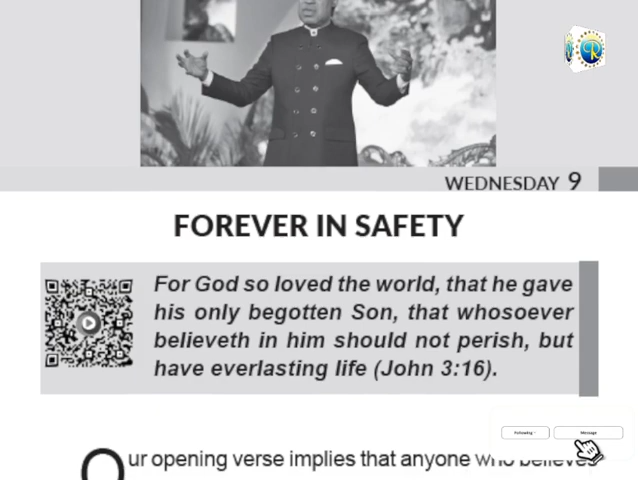 WEDNESDAY 9
FOREVER IN SAFETY
For God so loved the world, that he gave
his only begotten Son, that whosoever
believeth in him should not perish, but
have everlasting life (John 3:16).
Following
Message
Our opening verse implies that anyone who believes